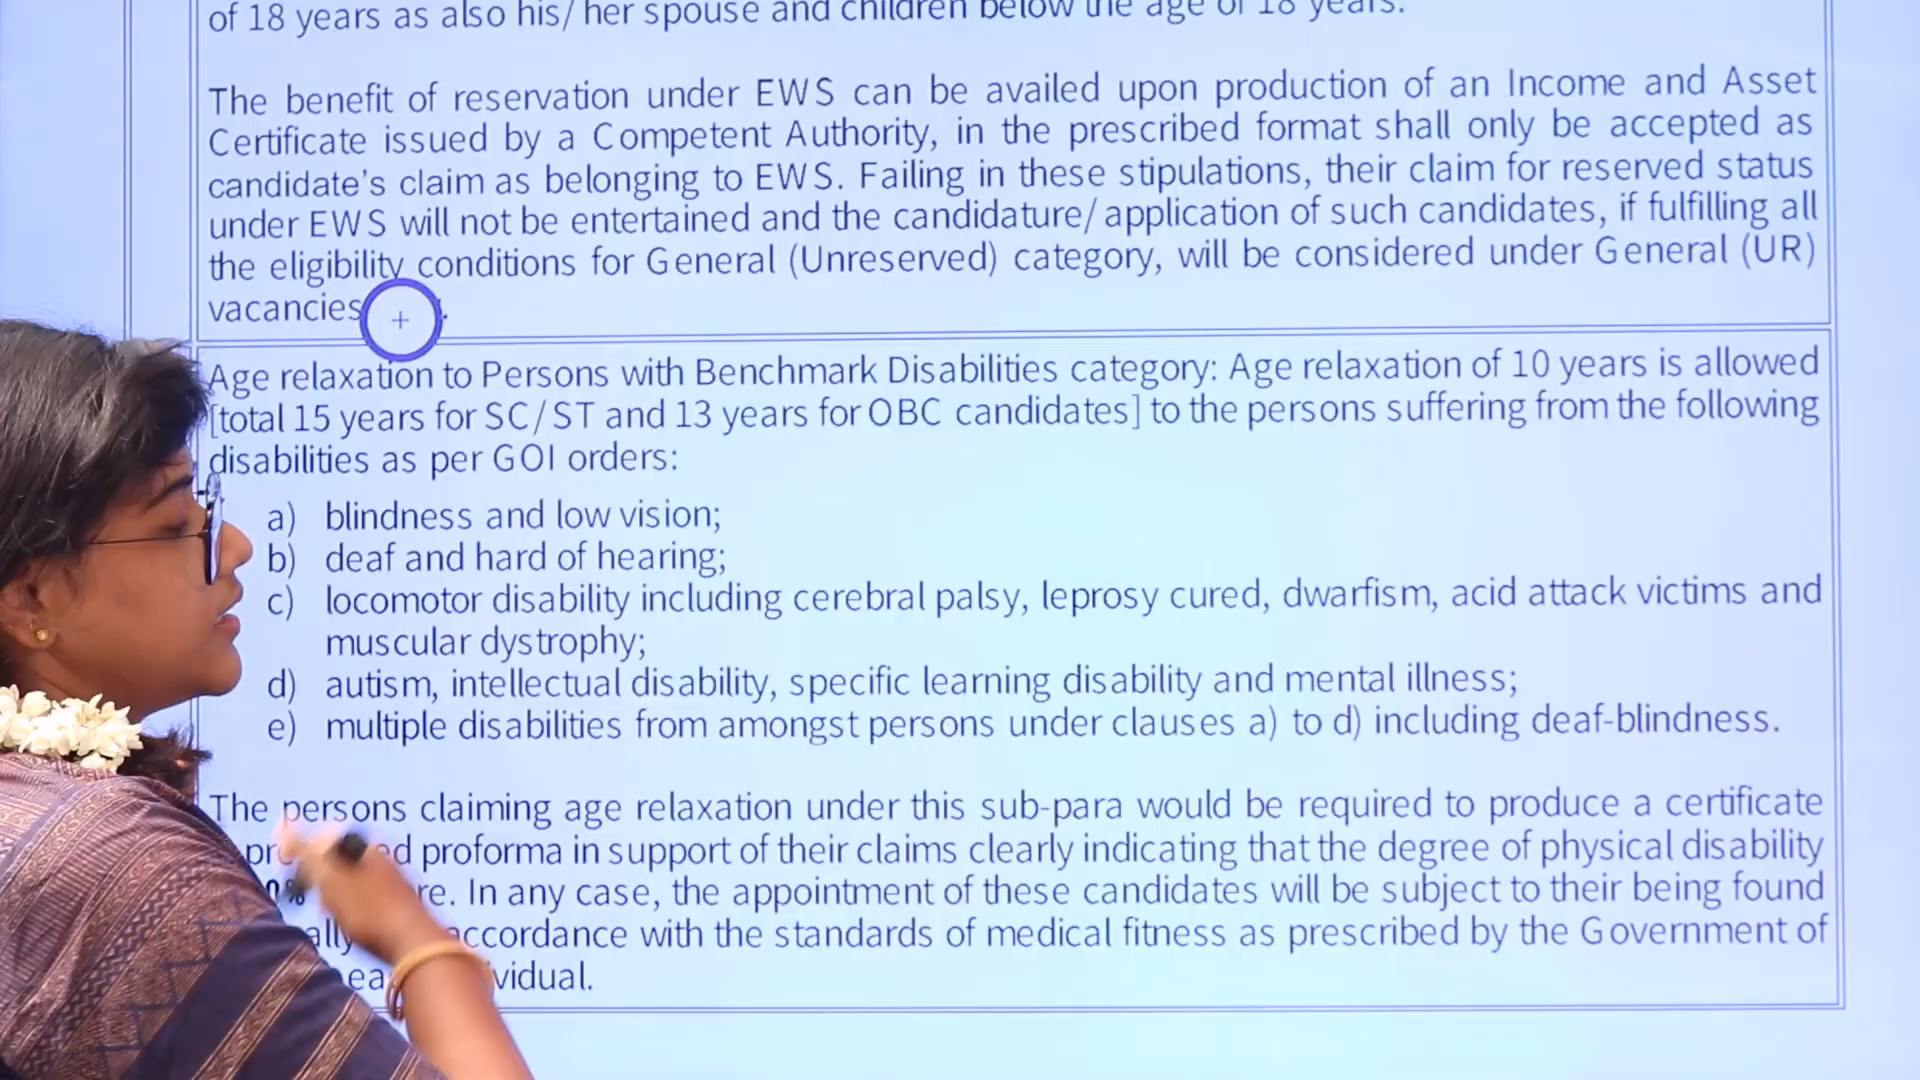 of 18 years as also his/ her spouse and children below the age of 18 years.
The benefit of reservation under EWS can be availed upon production of an Income and Asset
Certificate issued by a Competent Authority, in the prescribed format shall only be accepted as
candidate's claim as belonging to EWS. Failing in these stipulations, their claim for reserved status
under EWS will not be entertained and the candidature/ application of such candidates, if fulfilling all
the eligibility conditions for General (Unreserved) category, will be considered under General (UR)
vacancies
Age relaxation to Persons with Benchmark Disabilities category: Age relaxation of 10 years is allowed
[total 15 years for SC/ST and 13 years for OBC candidates] to the persons suffering from the following
disabilities as per GOI orders:
a) blindness and low vision;
b) deaf and hard of hearing;
c) locomotor disability including cerebral palsy, leprosy cured, dwarfism, acid attack victims and
muscular dystrophy;
d) autism, intellectual disability, specific learning disability and mental illness;
e) multiple disabilities from amongst persons under clauses a) to d) including deaf-blindness.
The persons claiming age relaxation under this sub-para would be required to produce a certificate
proforma in support of their claims clearly indicating that the degree of physical disability
In any case, the appointment of these candidates will be subject to their being found
accordance with the standards of medical fitness as prescribed by the Government of